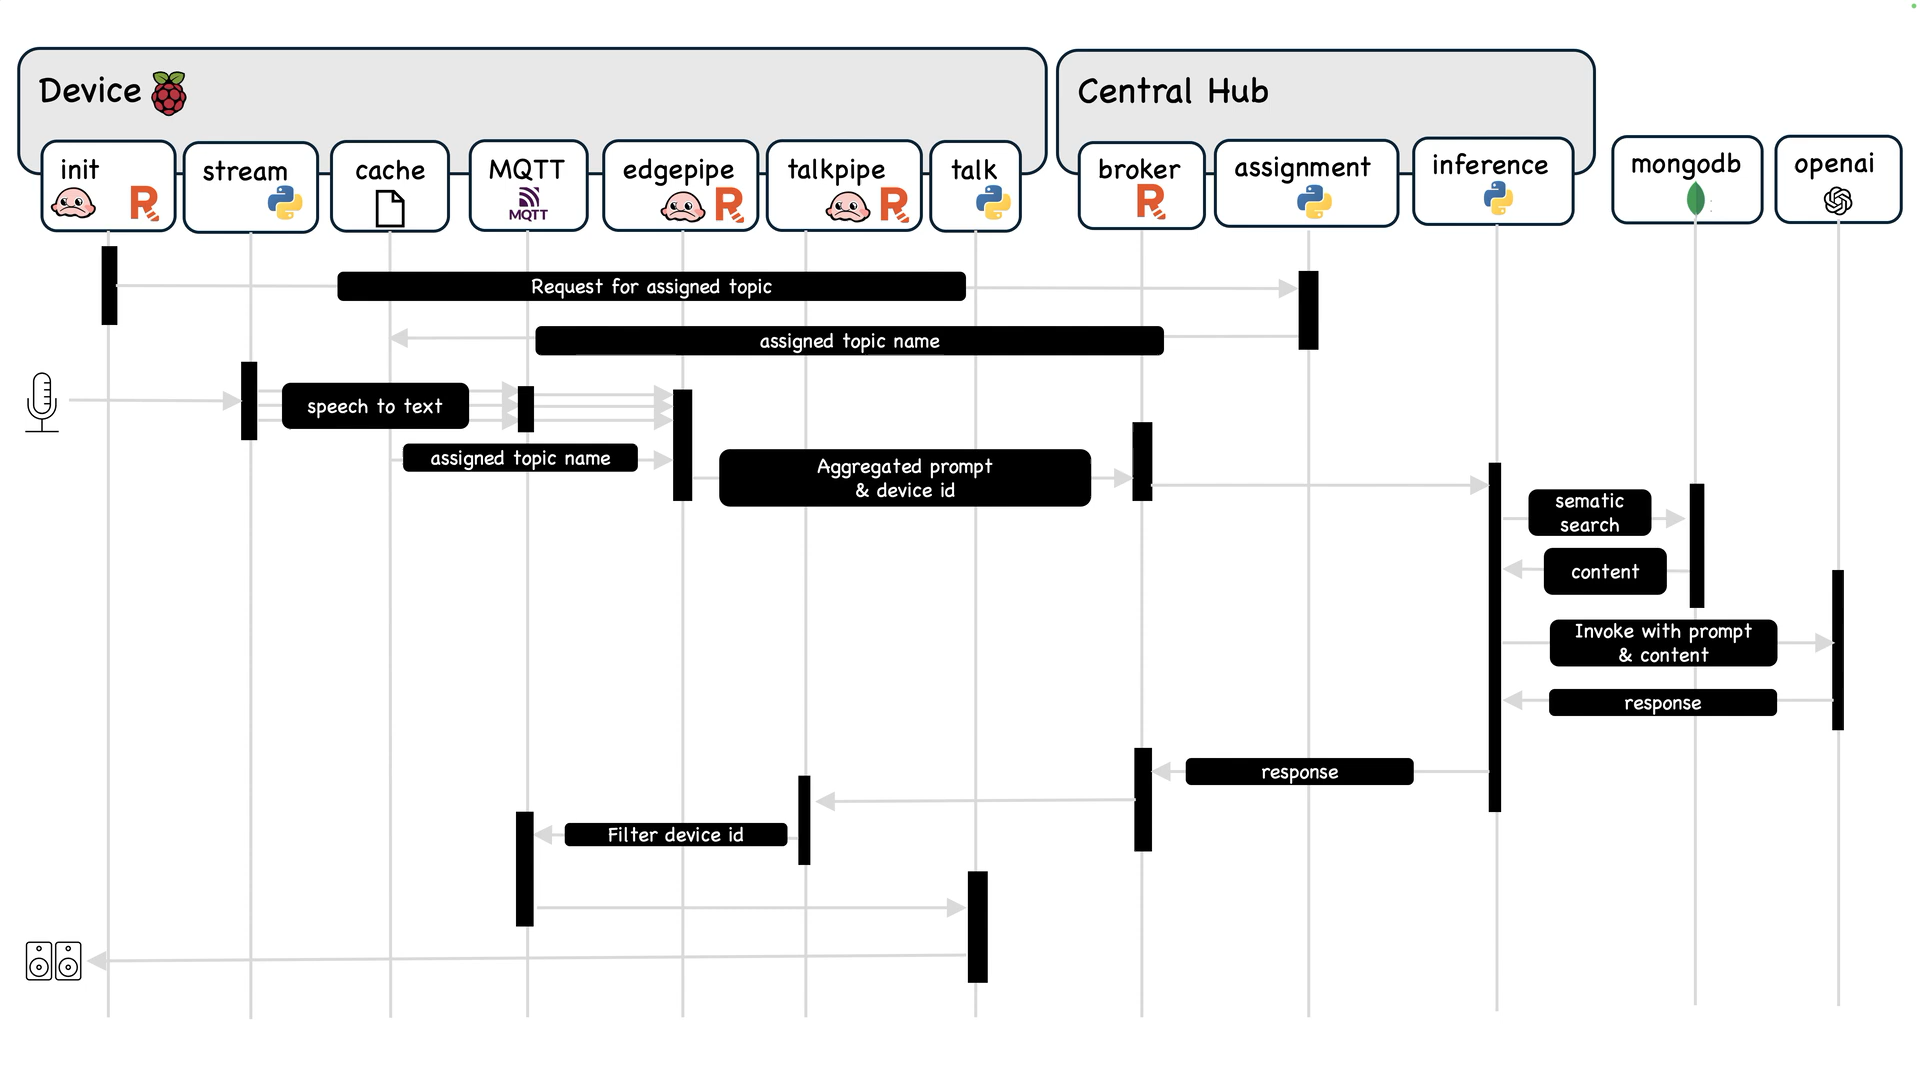 Device
Central Hub
init
stream
cache
MQTT
MQTT
edgepipe
talkpipe
talk
broker
assignment
inference
mongodb
openai
Request for assigned topic
assigned topic name
speech to text
assigned topic name
Aggregated prompt
& device id
sematic
search
content
Invoke with prompt
& content
response
response
Filter device id